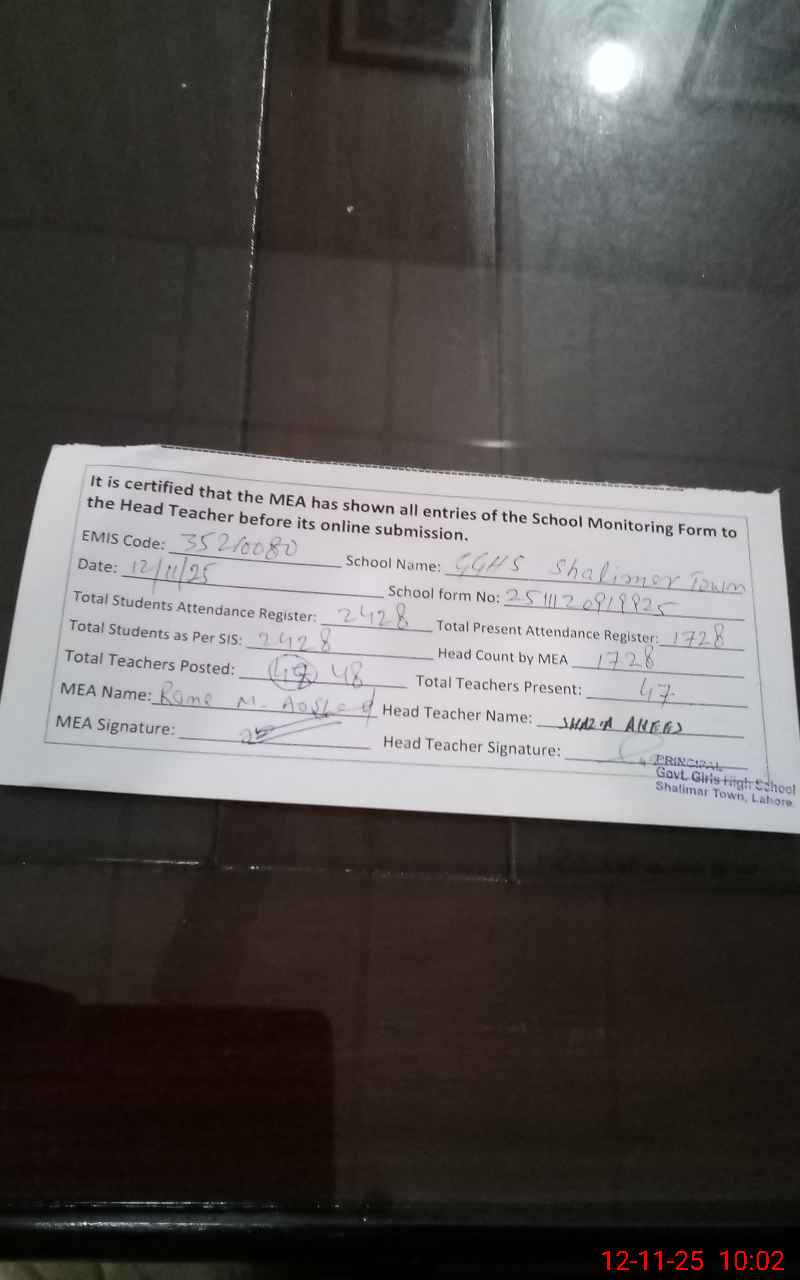 It is certified that the MEA has shown all entries of the School Monitoring Form to
the Head Teacher before its online submission.
EMIS Code: 35210080 School Name: GGHS Shalimar Town
Date: 12/11/25 School form No: 2511120919825
Total Students Attendance Register: 2428 Total Present Attendance Register: 1728
Total Students as Per SIS: 2428 Head Count by MEA 1728
Total Teachers Posted: 48 Total Teachers Present: 47
MEA Name: Rana M. Head Teacher Name: SHAZIA
MEA Signature: Head Teacher Signature:
PRINCIPAL
Govt. Girls High School
Shalimar Town, Lahore.
12-11-25 10:02